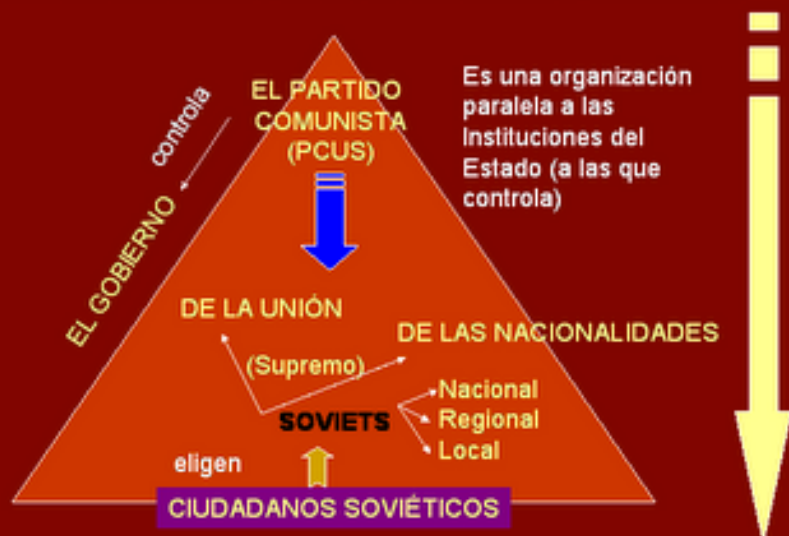 EL PARTIDO
COMUNISTA
(PCUS)
Es una organización
paralela a las
Instituciones del
Estado (a las que
controla)
controla
EL GOBIERNO
DE LA UNIÓN
DE LAS NACIONALIDADES
(Supremo)
SOVIETS
Nacional
Regional
Local
eligen
CIUDADANOS SOVIÉTICOS